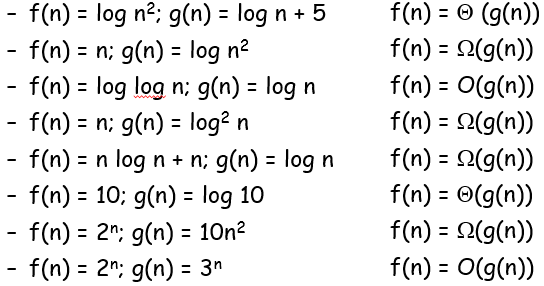 – f(n) = log n²; g(n) = log n + 5 f(n) = Θ (g(n))
– f(n) = n; g(n) = log n² f(n) = Ω(g(n))
– f(n) = log log n; g(n) = log n f(n) = O(g(n))
– f(n) = n; g(n) = log² n f(n) = Ω(g(n))
– f(n) = n log n + n; g(n) = log n f(n) = Ω(g(n))
– f(n) = 10; g(n) = log 10 f(n) = Θ(g(n))
– f(n) = 2ⁿ; g(n) = 10n² f(n) = Ω(g(n))
– f(n) = 2ⁿ; g(n) = 3ⁿ f(n) = O(g(n))